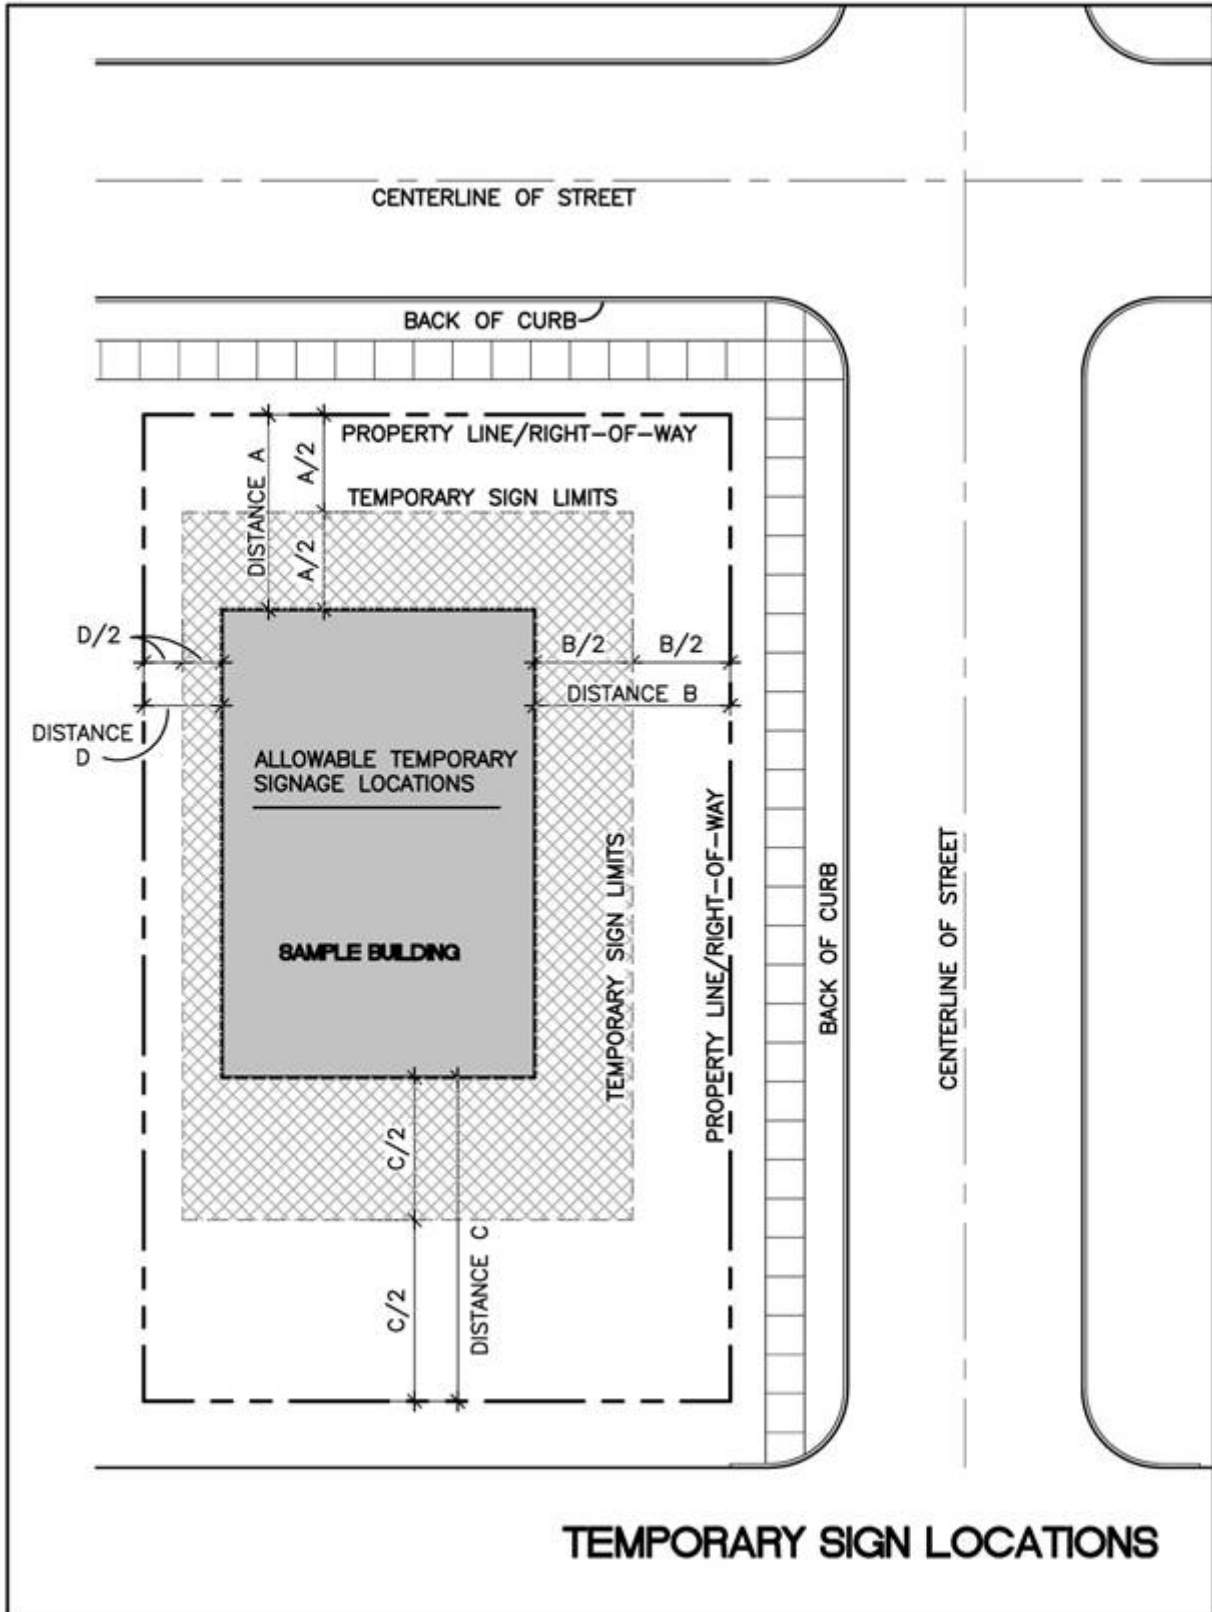 CENTERLINE OF STREET
BACK OF CURB
PROPERTY LINE/RIGHT-OF-WAY
DISTANCE A
A/2
TEMPORARY SIGN LIMITS
A/2
D/2
B/2
B/2
DISTANCE B
DISTANCE
D
ALLOWABLE TEMPORARY
SIGNAGE LOCATIONS
SAMPLE BUILDING
TEMPORARY SIGN LIMITS
PROPERTY LINE/RIGHT-OF-WAY
BACK OF CURB
CENTERLINE OF STREET
C/2
C/2
DISTANCE C
TEMPORARY SIGN LOCATIONS